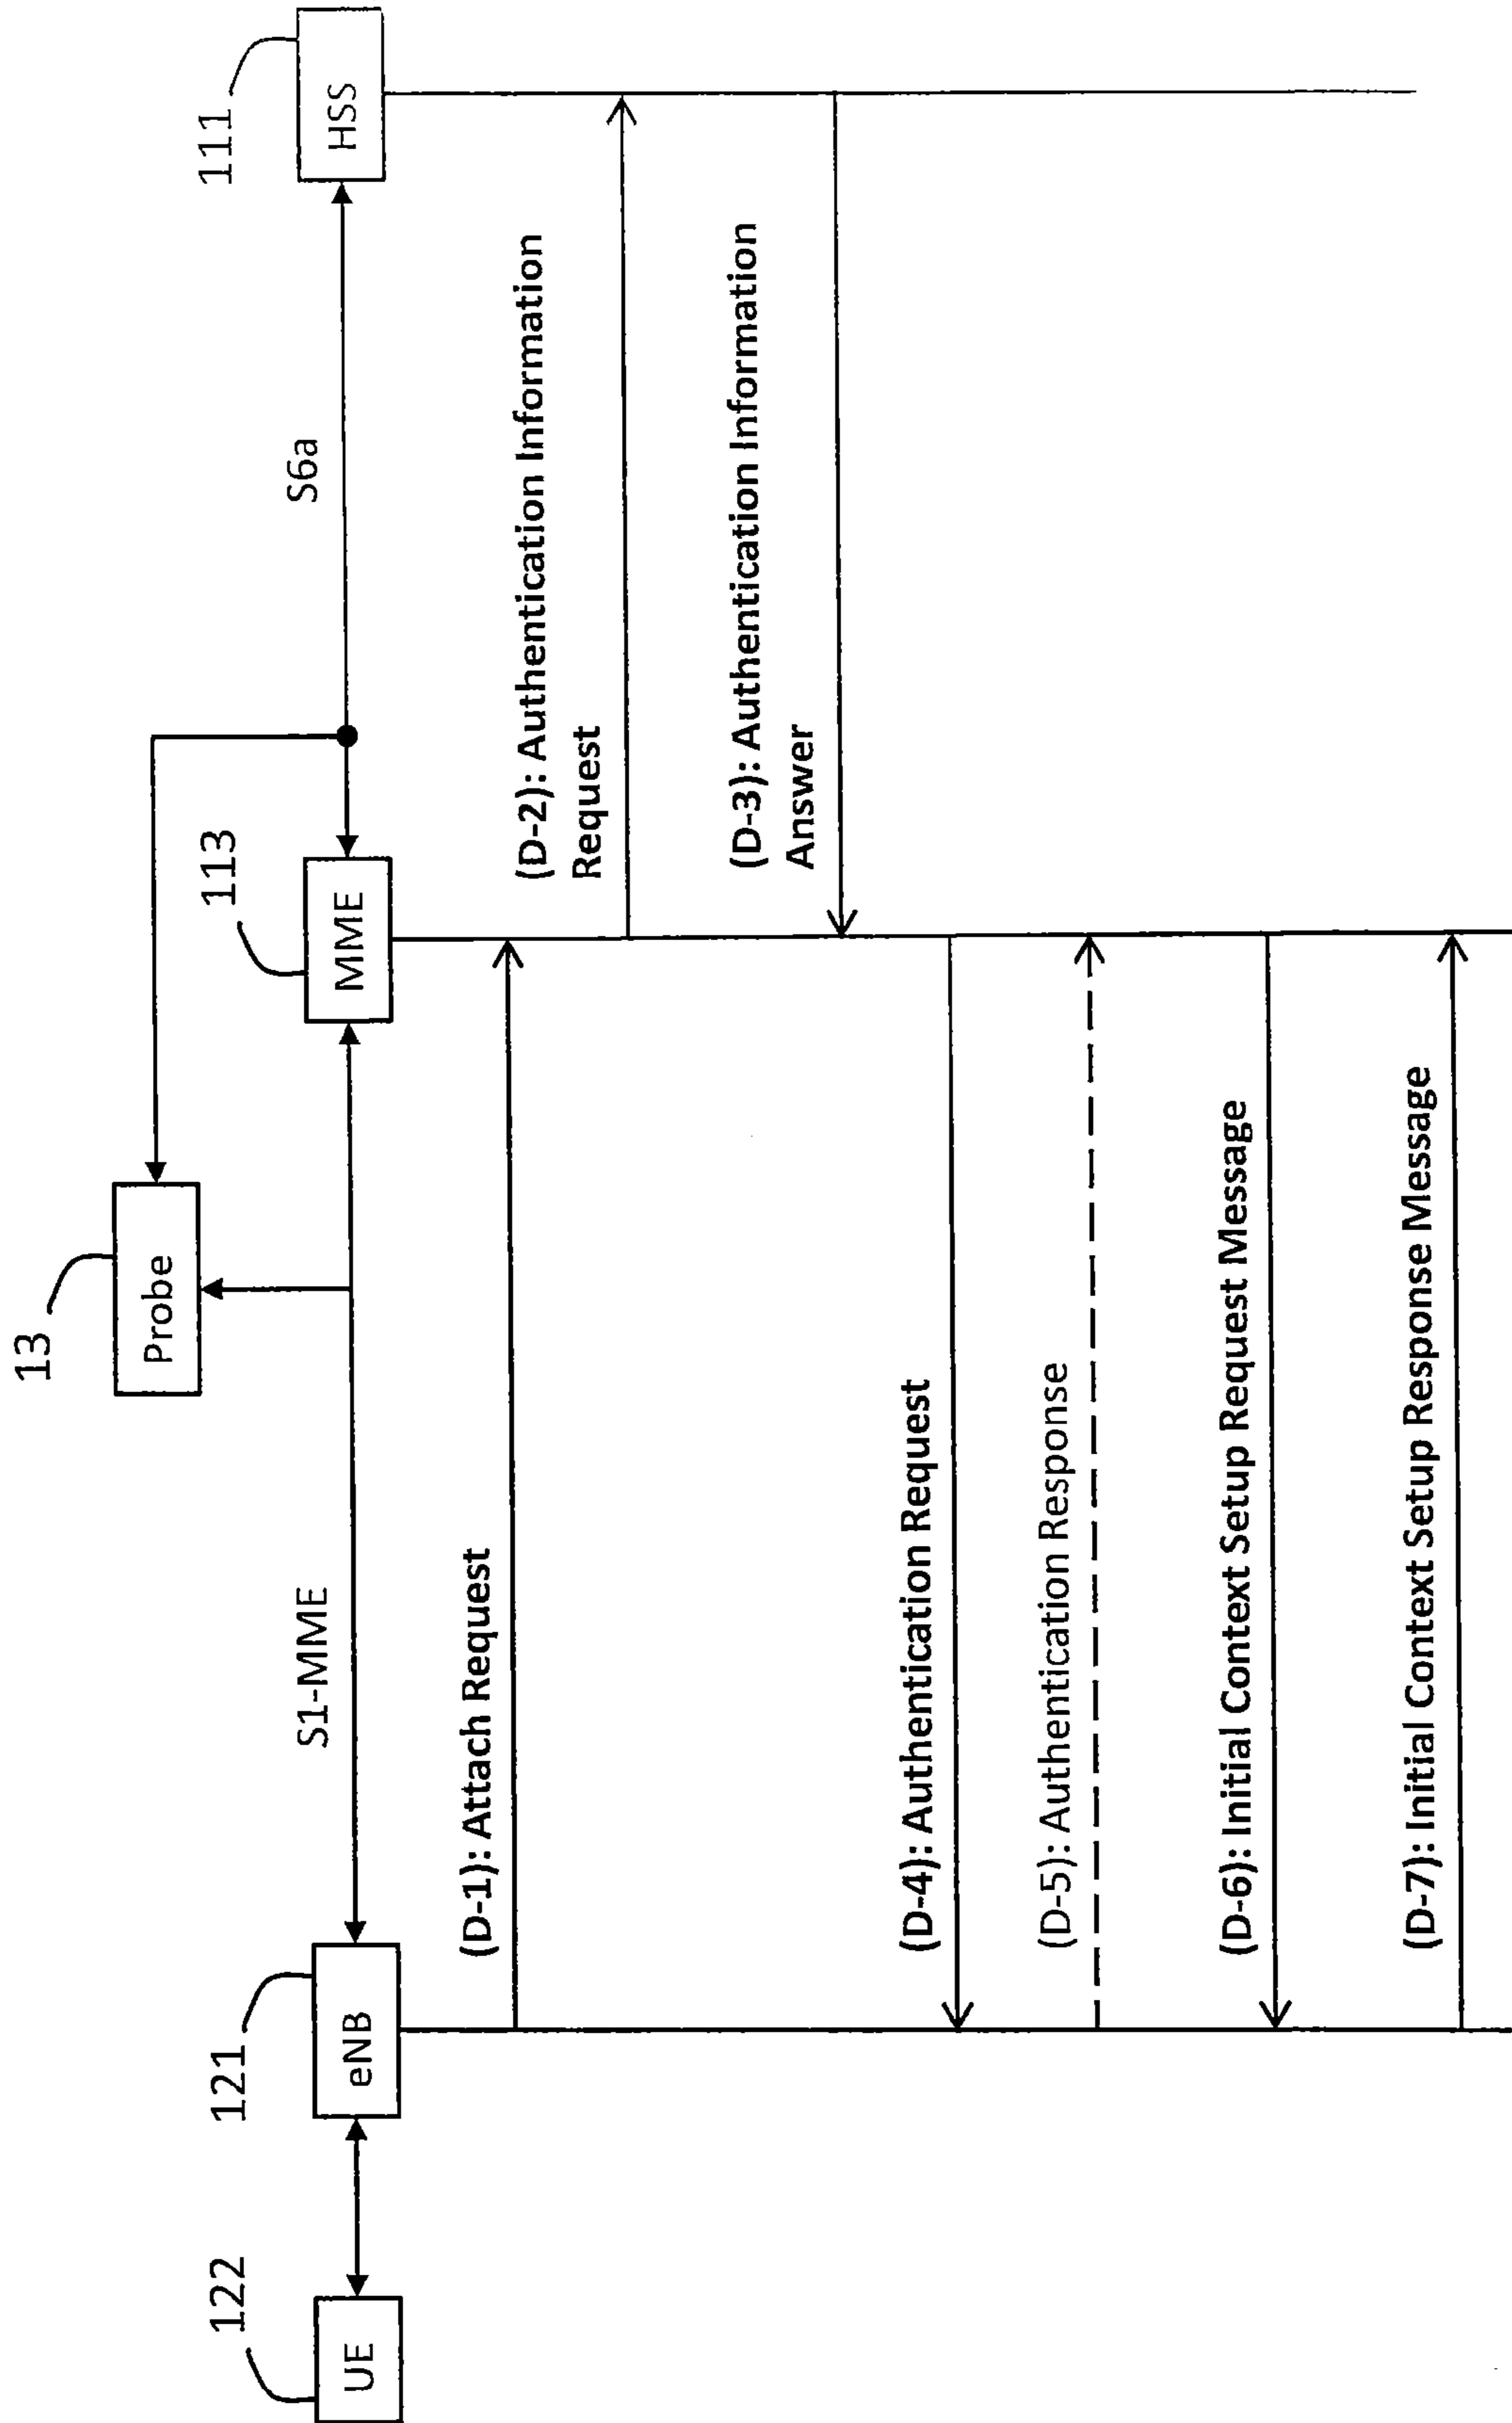 13
Probe
122
UE
121
eNB
S1-MME
113
MME
S6a
111
HSS
(D-1): Attach Request
(D-2): Authentication Information
Request
(D-3): Authentication Information
Answer
(D-4): Authentication Request
(D-5): Authentication Response
(D-6): Initial Context Setup Request Message
(D-7): Initial Context Setup Response Message